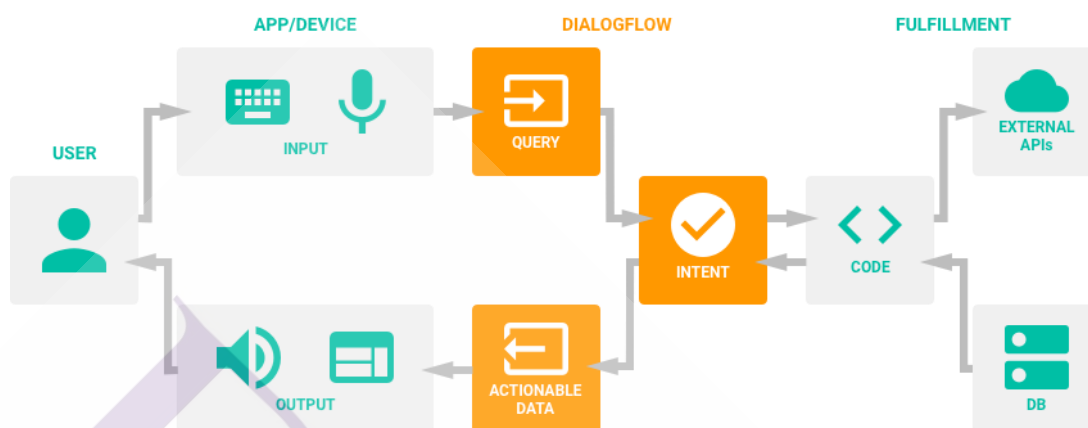 APP/DEVICE
DIALOGFLOW
FULFILLMENT
USER
INPUT
QUERY
EXTERNAL
APIs
INTENT
CODE
OUTPUT
ACTIONABLE
DATA
DB